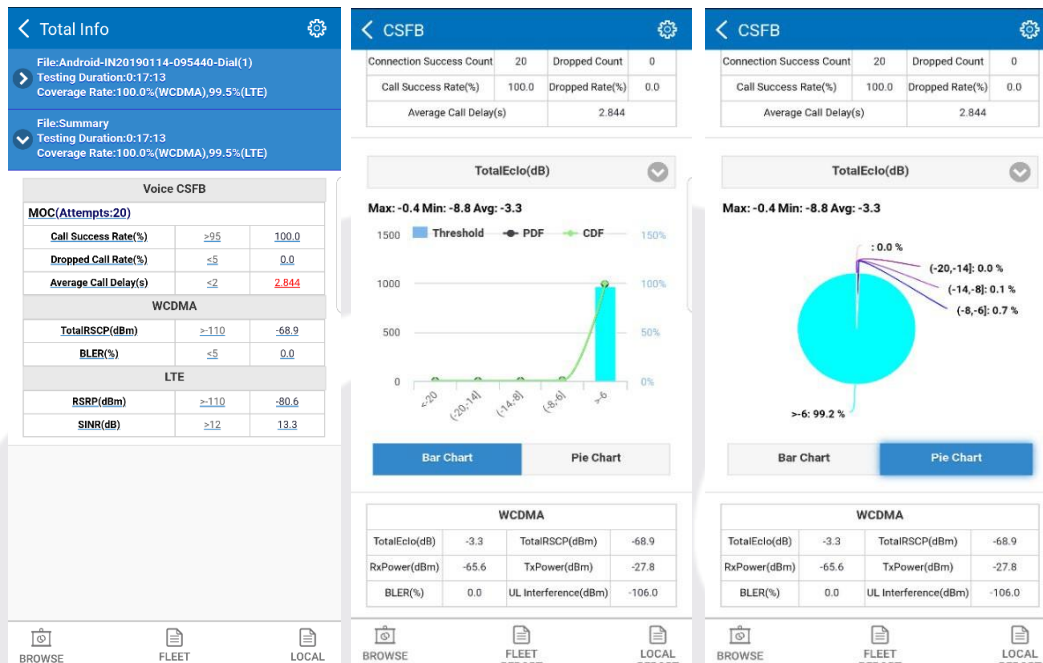 Total Info
File:Android-IN20190114-095440-Dial(1)
Testing Duration:0:17:13
Coverage Rate:100.0%(WCDMA),99.5%(LTE)
File:Summary
Testing Duration:0:17:13
Coverage Rate:100.0%(WCDMA),99.5%(LTE)
Voice CSFB
MOC(Attempts:20)
Call Success Rate(%) >95 100.0
Dropped Call Rate(%) <5 0.0
Average Call Delay(s) <2 2.844
WCDMA
TotalRSCP(dBm) >-110 -68.9
BLER(%) <5 0.0
LTE
RSRP(dBm) >-110 -80.6
SINR(dB) >12 13.3
BROWSE FLEET LOCAL
CSFB
Connection Success Count 20 Dropped Count 0
Call Success Rate(%) 100.0 Dropped Rate(%) 0.0
Average Call Delay(s) 2.844
TotalEcIo(dB)
Max: -0.4 Min: -8.8 Avg: -3.3
Threshold PDF CDF
1500 150%
1000 100%
500 50%
0 0%
<-20 (-20,-14] (-14,-8] (-8,-6] >-6
Bar Chart Pie Chart
WCDMA
TotalEcIo(dB) -3.3 TotalRSCP(dBm) -68.9
RxPower(dBm) -65.6 TxPower(dBm) -27.8
BLER(%) 0.0 UL Interference(dBm) -106.0
BROWSE FLEET LOCAL
CSFB
Connection Success Count 20 Dropped Count 0
Call Success Rate(%) 100.0 Dropped Rate(%) 0.0
Average Call Delay(s) 2.844
TotalEcIo(dB)
Max: -0.4 Min: -8.8 Avg: -3.3
: 0.0 %
(-20,-14]: 0.0 %
(-14,-8]: 0.1 %
(-8,-6]: 0.7 %
>-6: 99.2 %
Bar Chart Pie Chart
WCDMA
TotalEcIo(dB) -3.3 TotalRSCP(dBm) -68.9
RxPower(dBm) -65.6 TxPower(dBm) -27.8
BLER(%) 0.0 UL Interference(dBm) -106.0
BROWSE FLEET LOCAL